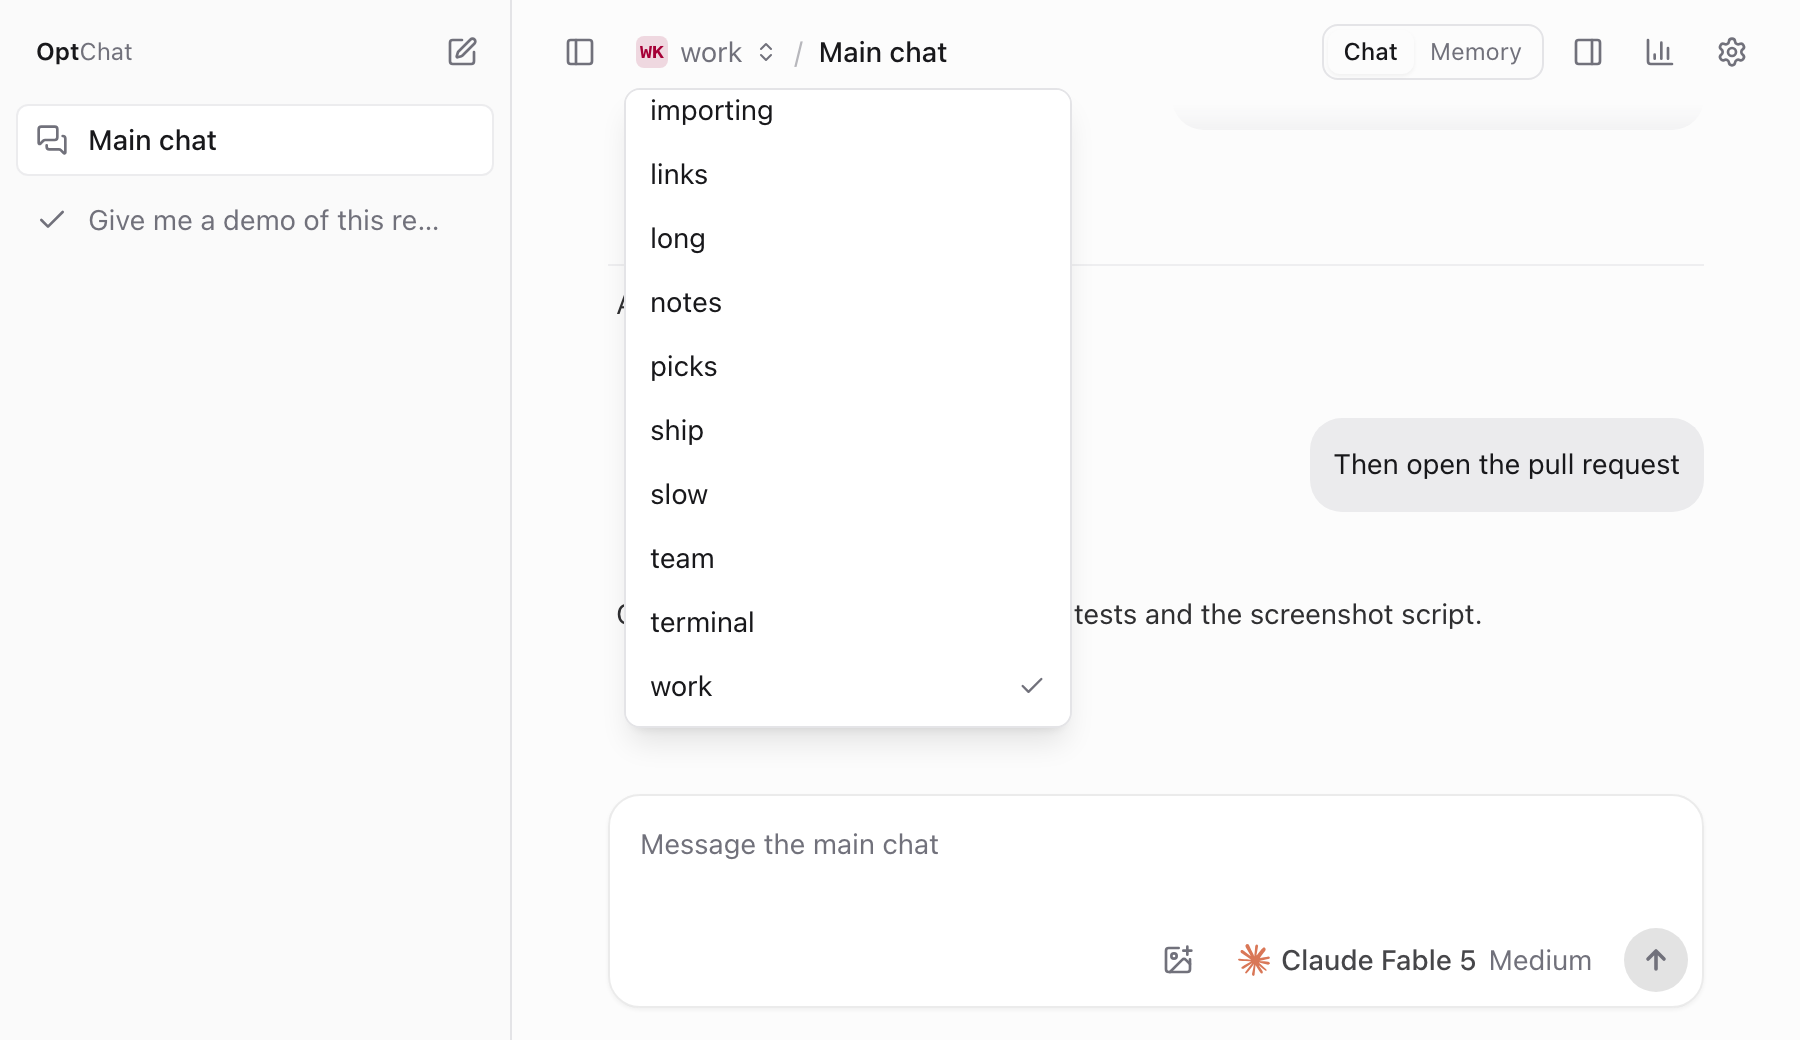 OptChat
WK work / Main chat
Chat Memory
Main chat
Give me a demo of this re...
importing
links
long
notes
picks
ship
slow
team
terminal
work
Then open the pull request
tests and the screenshot script.
Message the main chat
Claude Fable 5 Medium